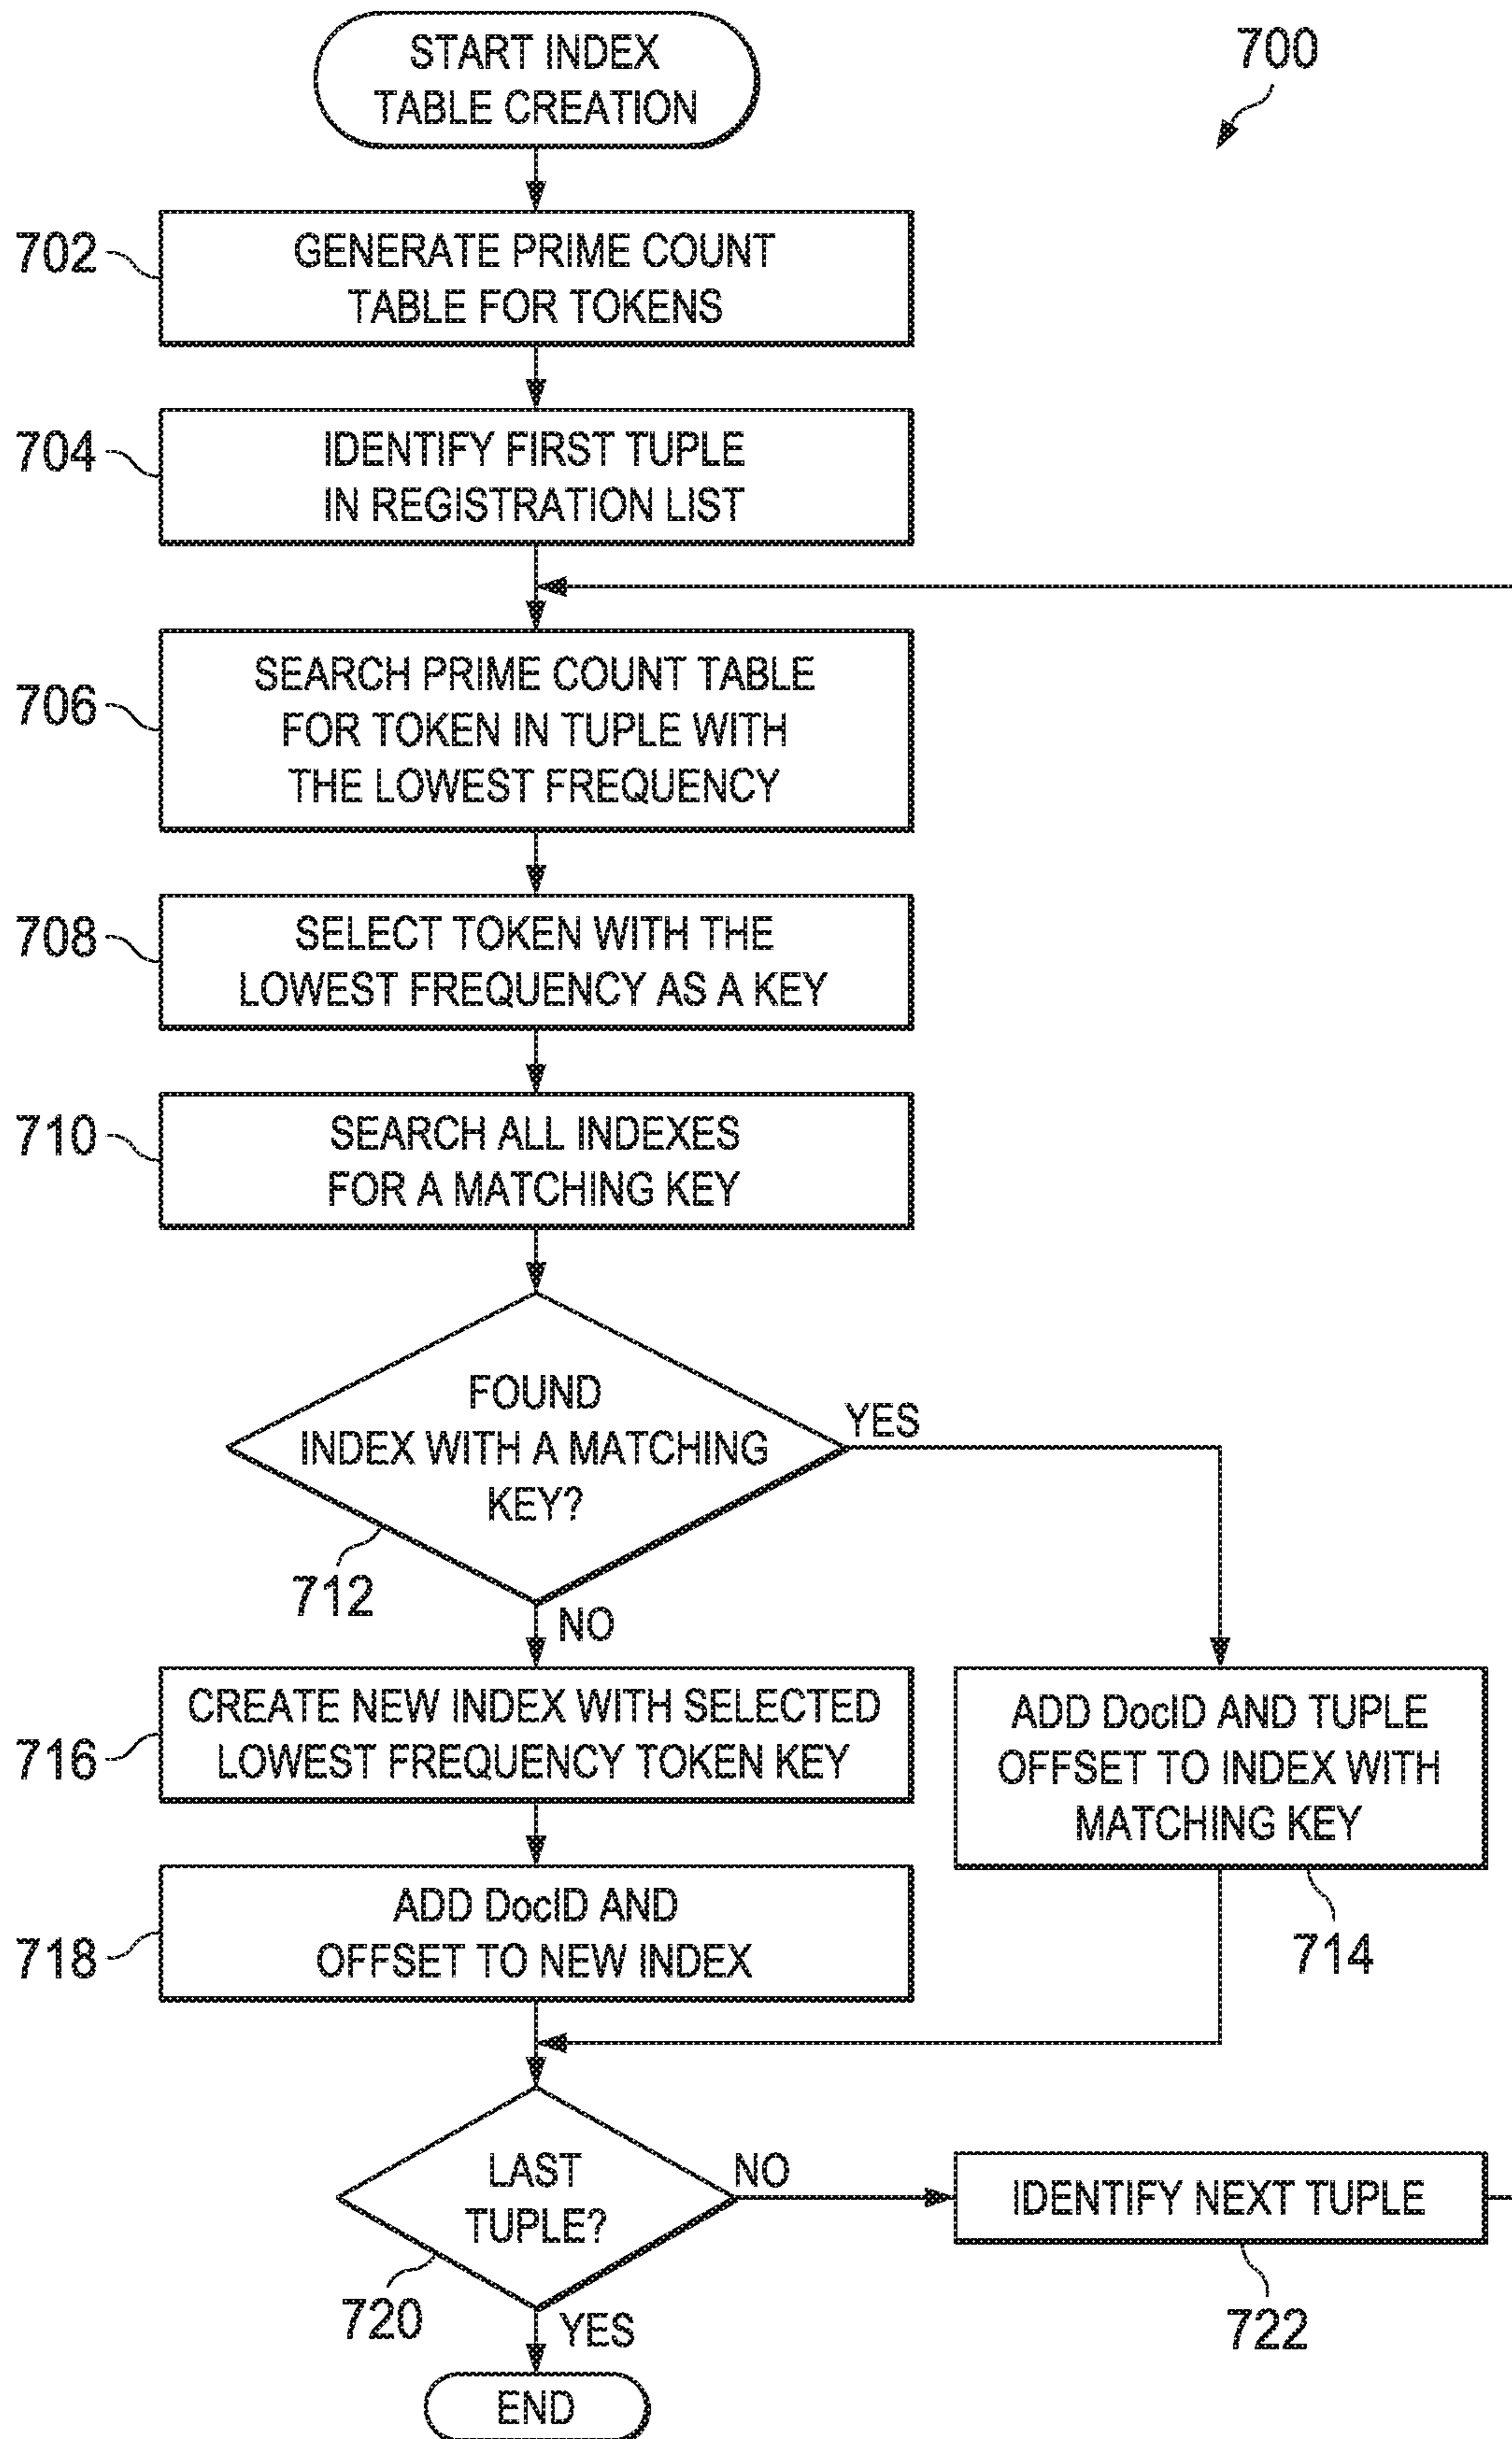 START INDEX
TABLE CREATION
700
702
GENERATE PRIME COUNT
TABLE FOR TOKENS
704
IDENTIFY FIRST TUPLE
IN REGISTRATION LIST
706
SEARCH PRIME COUNT TABLE
FOR TOKEN IN TUPLE WITH
THE LOWEST FREQUENCY
708
SELECT TOKEN WITH THE
LOWEST FREQUENCY AS A KEY
710
SEARCH ALL INDEXES
FOR A MATCHING KEY
FOUND
INDEX WITH A MATCHING
KEY?
YES
712
NO
716
CREATE NEW INDEX WITH SELECTED
LOWEST FREQUENCY TOKEN KEY
ADD DocID AND TUPLE
OFFSET TO INDEX WITH
MATCHING KEY
714
718
ADD DocID AND
OFFSET TO NEW INDEX
LAST
TUPLE?
NO
IDENTIFY NEXT TUPLE
720
YES
722
END